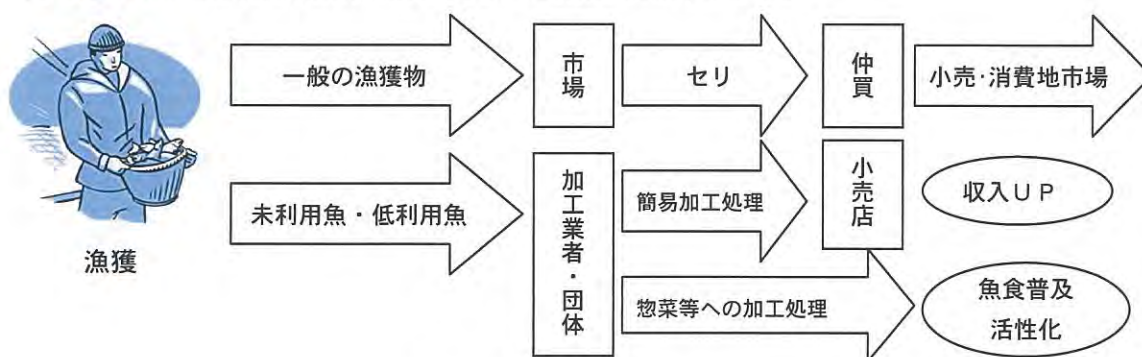 一般の漁獲物
市場
セリ
仲買
小売・消費地市場
漁獲
未利用魚・低利用魚
加工業者・団体
簡易加工処理
小売店
収入UP
惣菜等への加工処理
魚食普及
活性化